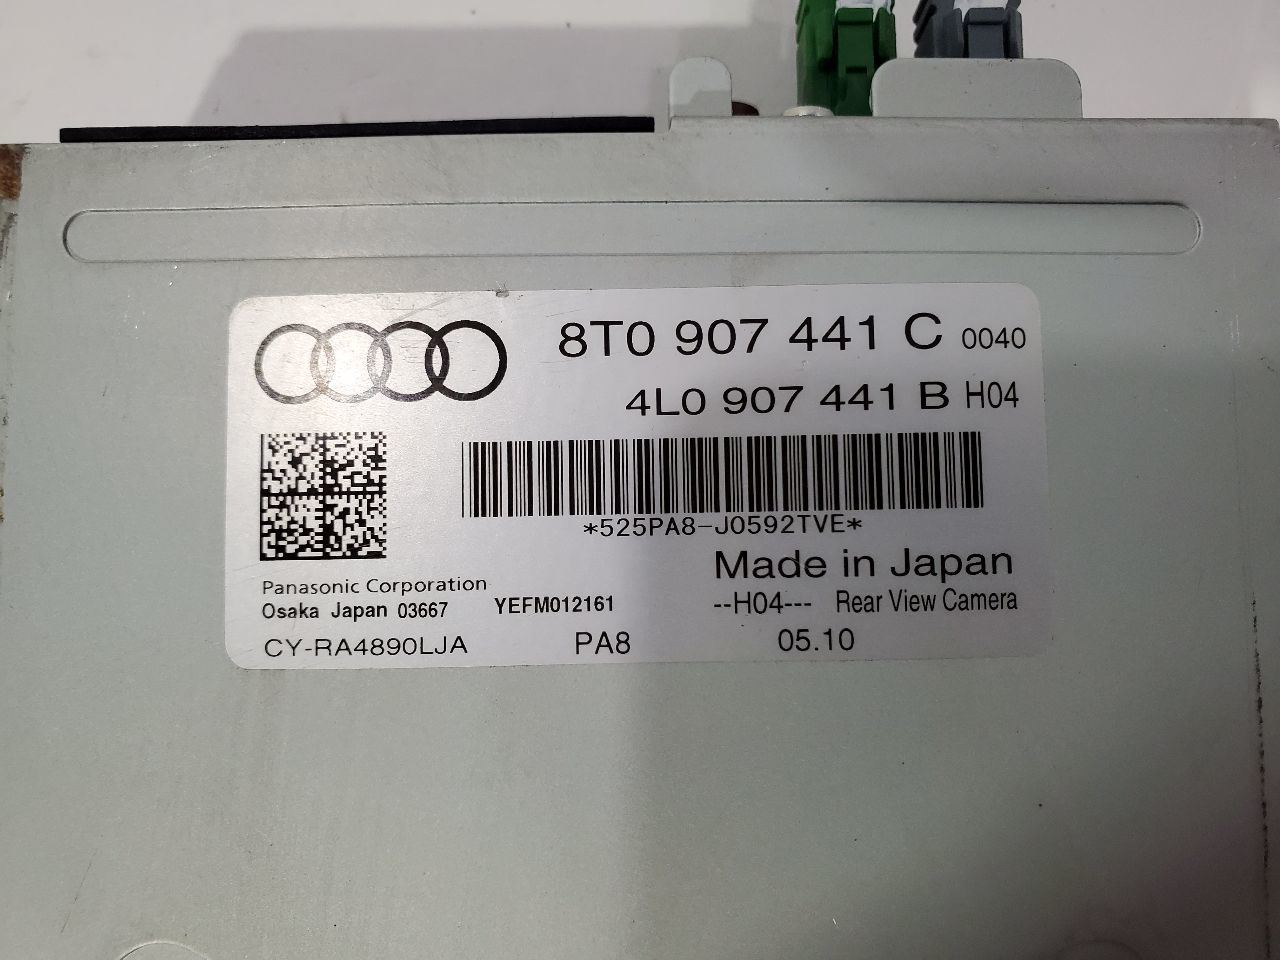 8T0 907 441 C 0040
4L0 907 441 B H04
*525PA8-J0592TVE*
Made in Japan
Panasonic Corporation
Osaka Japan 03667 YEFM012161 --H04--- Rear View Camera
CY-RA4890LJA PA8 05.10